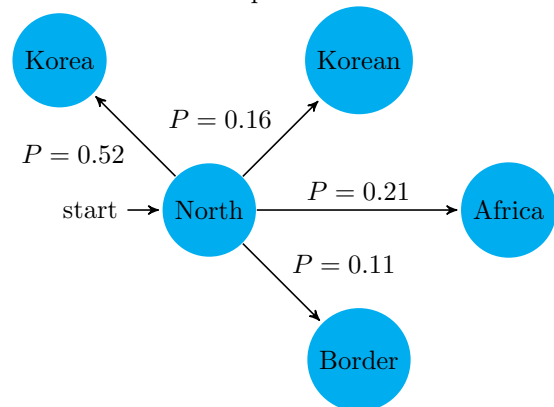 Korea
Korean
P = 0.16
P = 0.52
P = 0.21
start
North
Africa
P = 0.11
Border